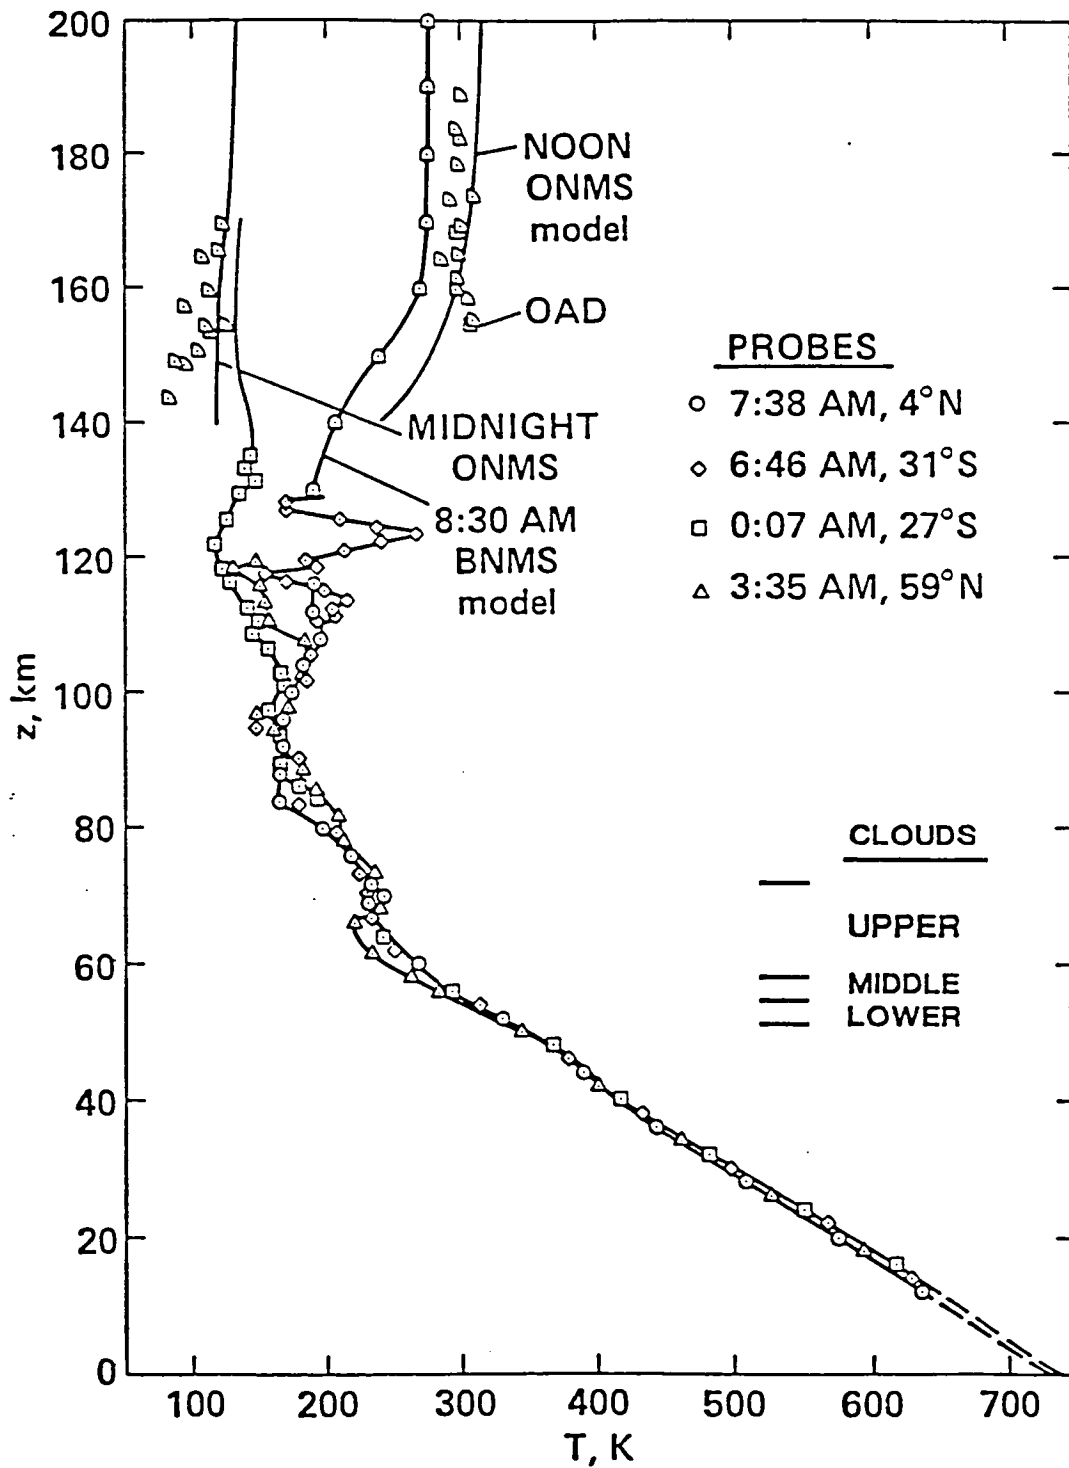 200
180
160
140
120
100
80
60
40
20
0
z, km
100 200 300 400 500 600 700
T, K
NOON
ONMS
model
OAD
MIDNIGHT
ONMS
8:30 AM
BNMS
model
PROBES
7:38 AM, 4°N
6:46 AM, 31°S
0:07 AM, 27°S
3:35 AM, 59°N
CLOUDS
UPPER
MIDDLE
LOWER